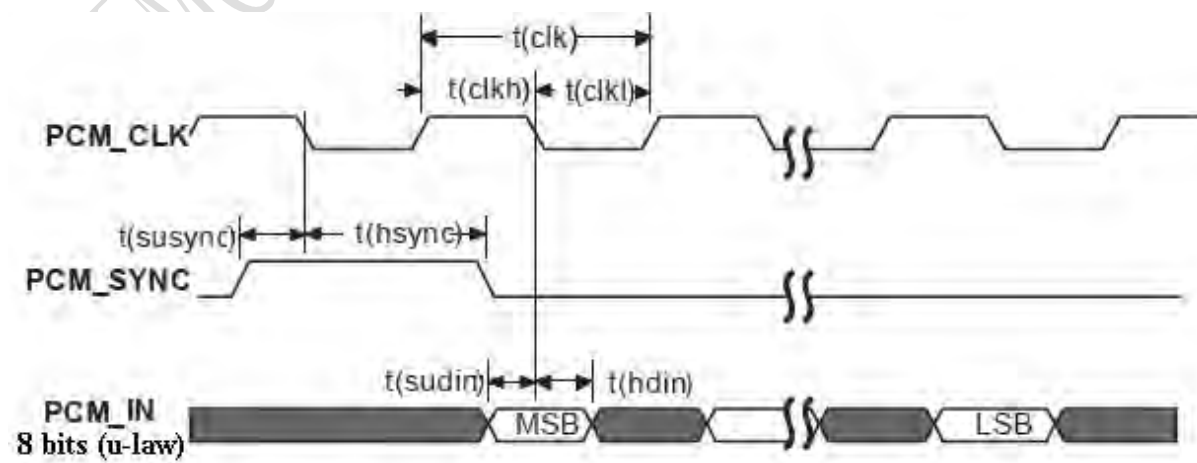 t(clk)
t(clkh) t(clkl)
PCM_CLK
t(susync) t(hsync)
PCM_SYNC
t(sudin) t(hdin)
PCM_IN MSB LSB
8 bits (u-law)